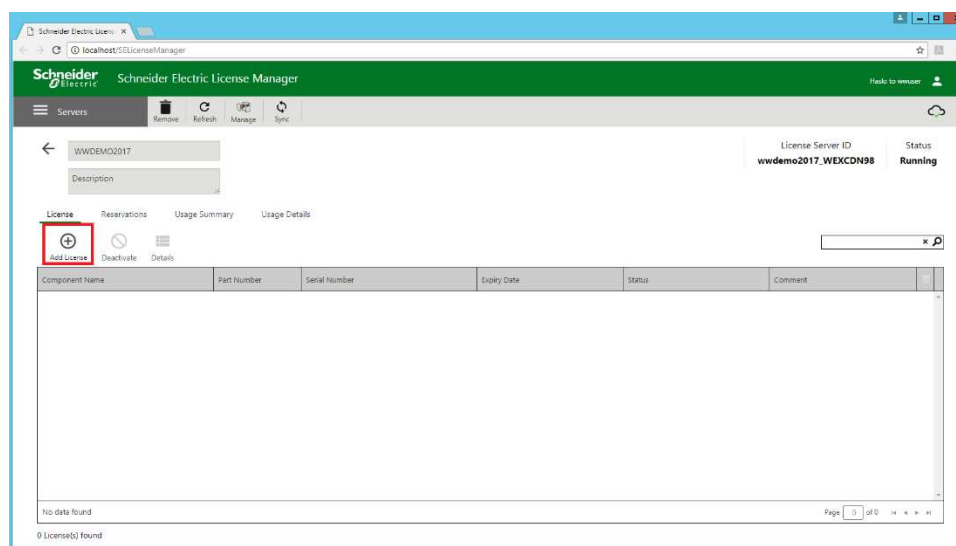 Schneider Electric Licens
localhost/SELicenseManager
Schneider Electric
Schneider Electric License Manager
Hasło to wwuser
Servers
Remove
Refresh
Manage
Sync
WWDEMO2017
Description
License Server ID
wwdemo2017_WEXCDN98
Status
Running
License
Reservations
Usage Summary
Usage Details
Add License
Deactivate
Details
Component Name
Part Number
Serial Number
Expiry Date
Status
Comment
No data found
Page 0 of 0
0 License(s) found